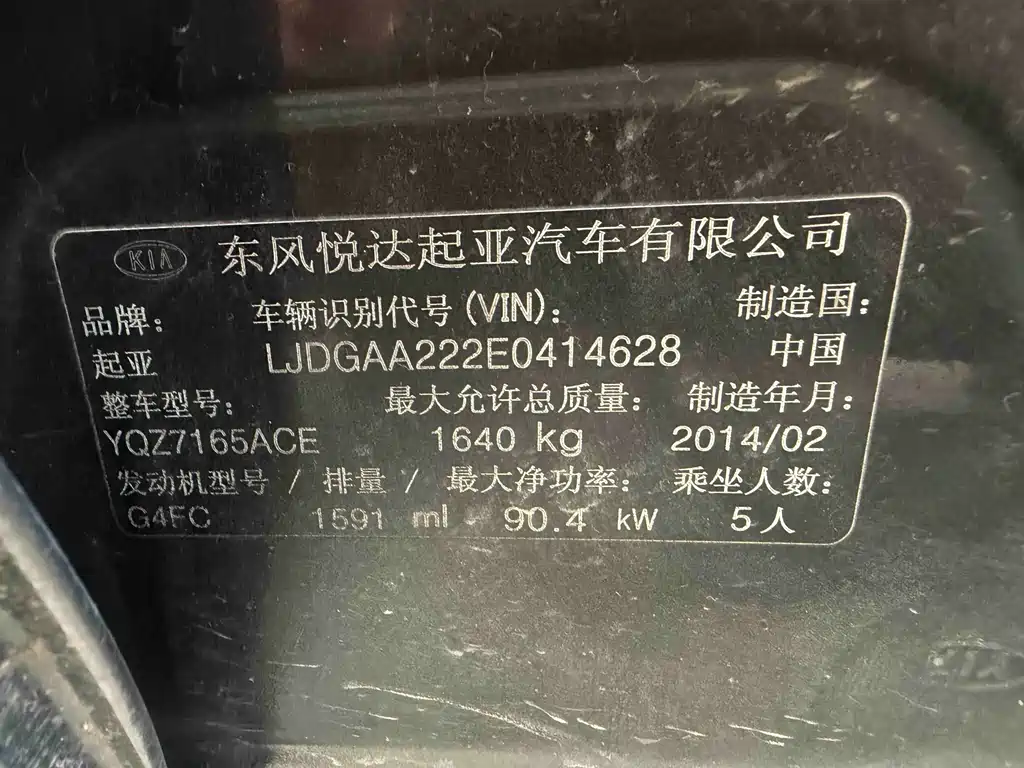 KIA 东风悦达起亚汽车有限公司
品牌： 车辆识别代号(VIN)： 制造国：
起亚 LJDGAA222E0414628 中国
整车型号： 最大允许总质量： 制造年月：
YQZ7165ACE 1640 kg 2014/02
发动机型号 / 排量 / 最大净功率： 乘坐人数：
G4FC 1591 ml 90.4 kW 5人
KIA